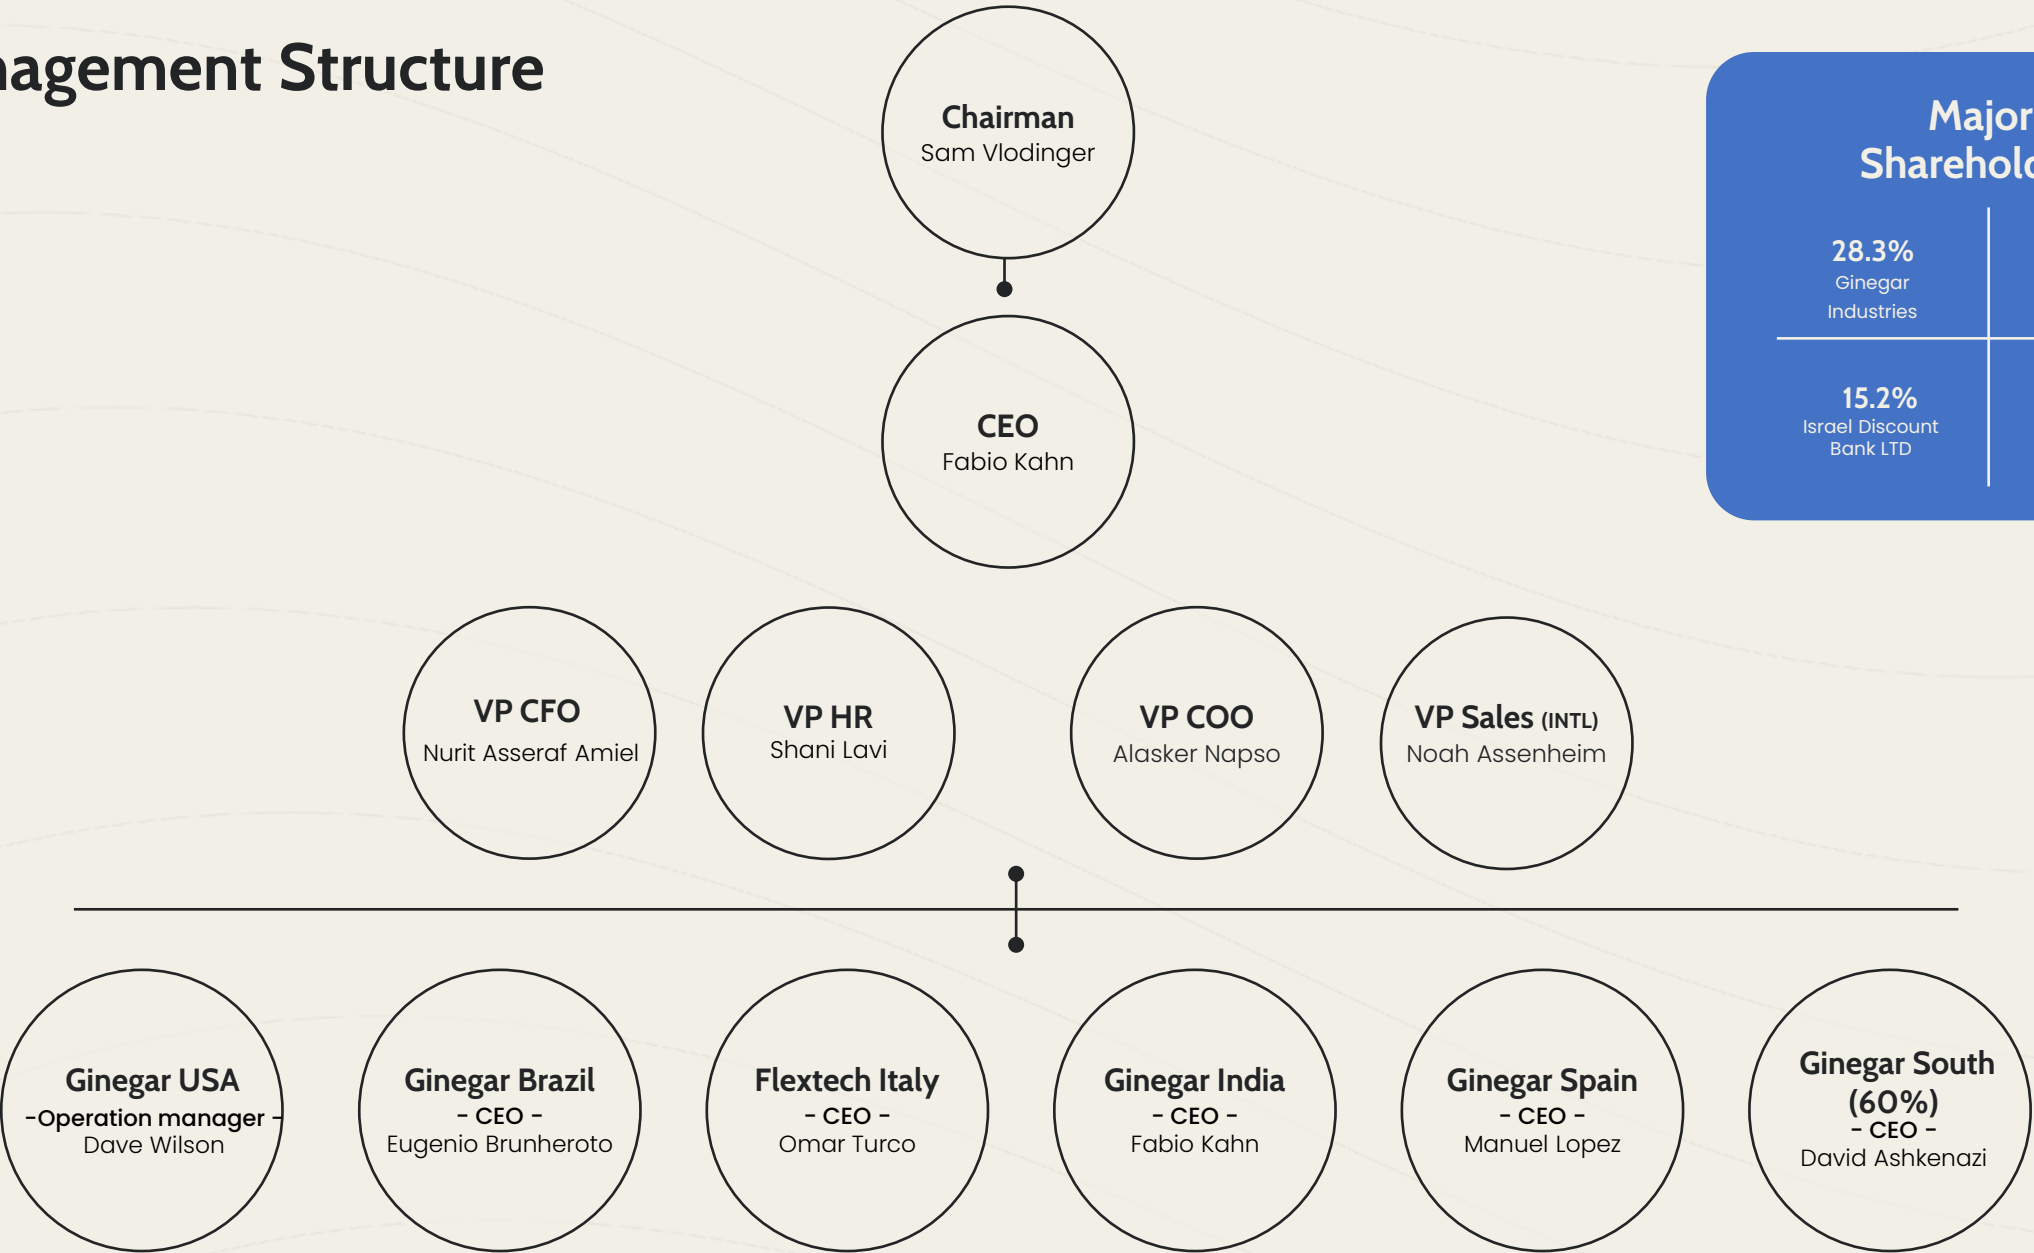 nagement Structure
Chairman
Sam Vlodinger
Major
Sharehold
28.3%
Ginegar
Industries
15.2%
Israel Discount
Bank LTD
CEO
Fabio Kahn
VP CFO
Nurit Asseraf Amiel
VP HR
Shani Lavi
VP COO
Alasker Napso
VP Sales (INTL)
Noah Assenheim
Ginegar USA
-Operation manager -
Dave Wilson
Ginegar Brazil
- CEO -
Eugenio Brunheroto
Flextech Italy
- CEO -
Omar Turco
Ginegar India
- CEO -
Fabio Kahn
Ginegar Spain
- CEO -
Manuel Lopez
Ginegar South
(60%)
- CEO -
David Ashkenazi